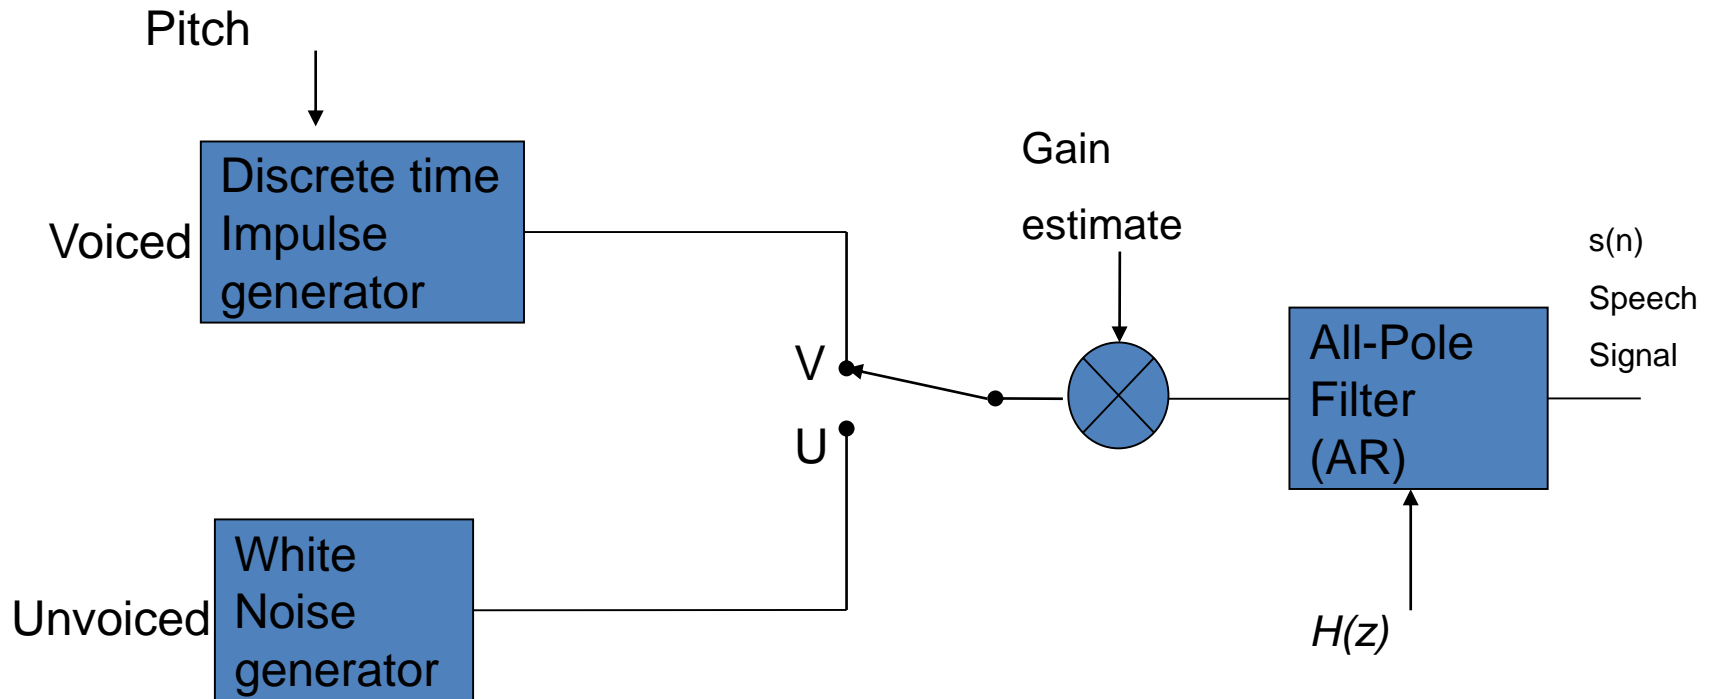 Pitch
Discrete time
Impulse
generator
Voiced
Gain
estimate
s(n)
Speech
Signal
V
U
All-Pole
Filter
(AR)
H(z)
Unvoiced
White
Noise
generator